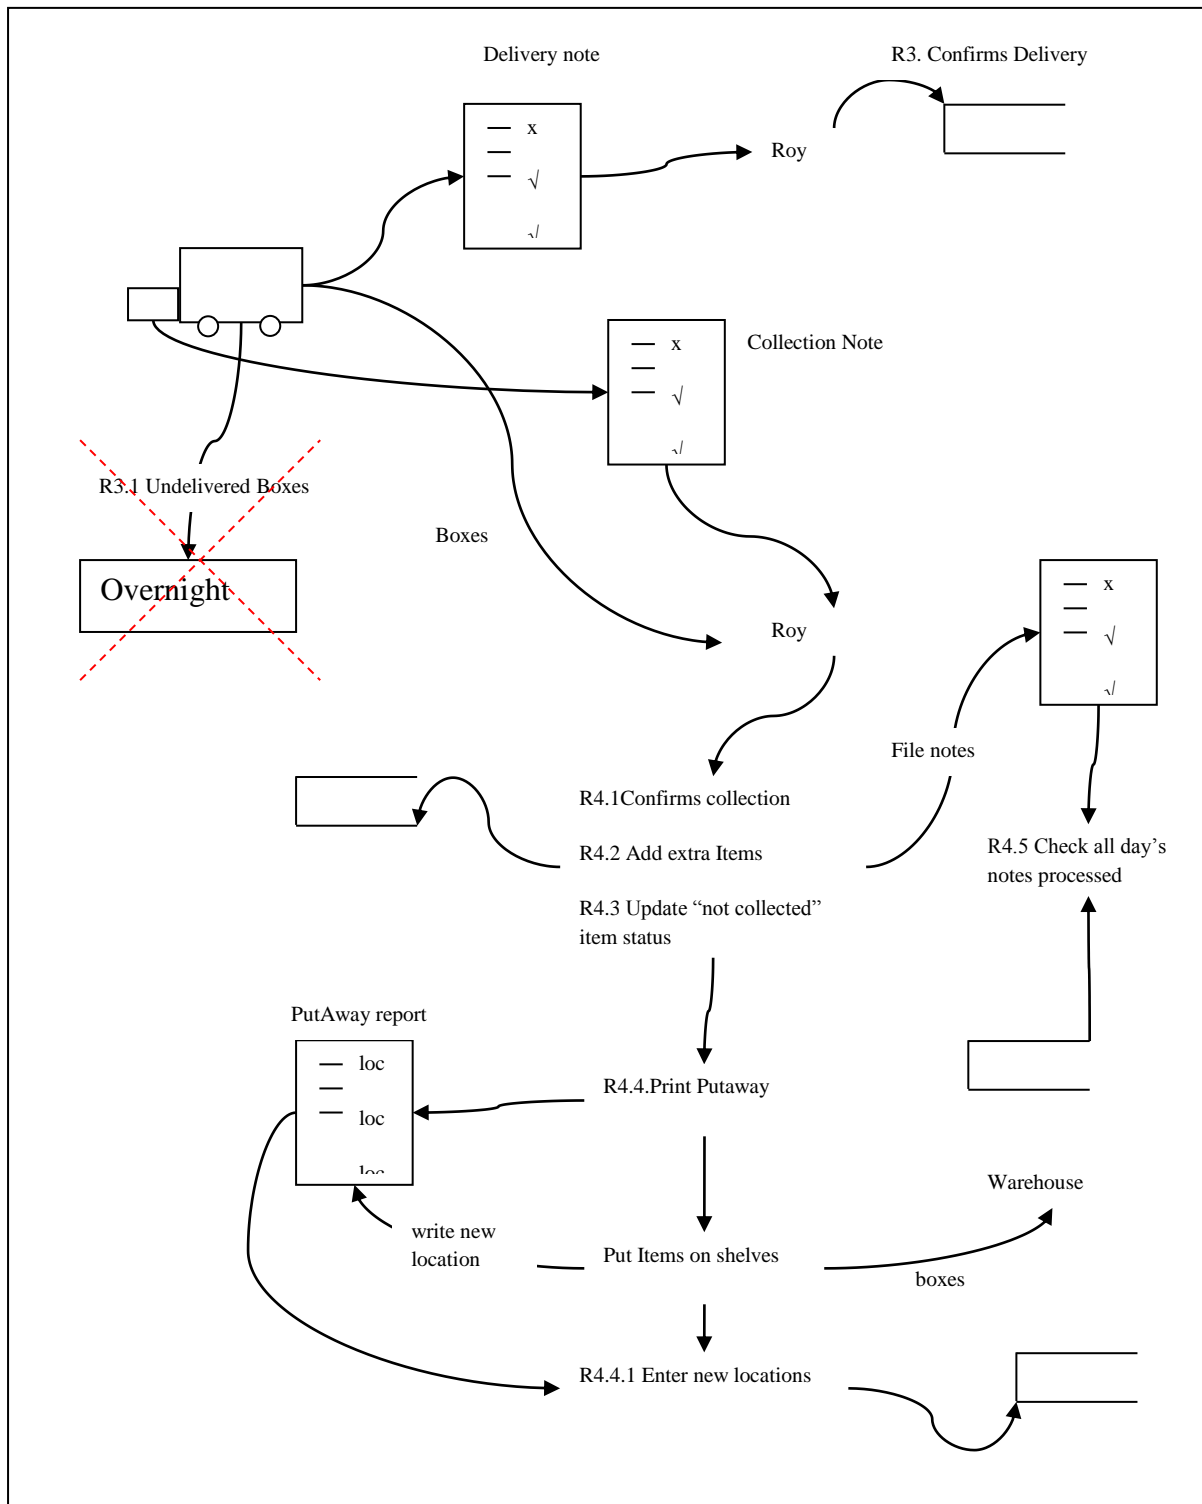 Delivery note
R3. Confirms Delivery
x
√
√
Roy
x
√
√
Collection Note
R3.1 Undelivered Boxes
Overnight
Boxes
Roy
x
√
√
File notes
R4.1Confirms collection
R4.2 Add extra Items
R4.3 Update “not collected”
item status
R4.5 Check all day’s
notes processed
PutAway report
loc
loc
loc
R4.4.Print Putaway
Warehouse
write new
location
Put Items on shelves
boxes
R4.4.1 Enter new locations